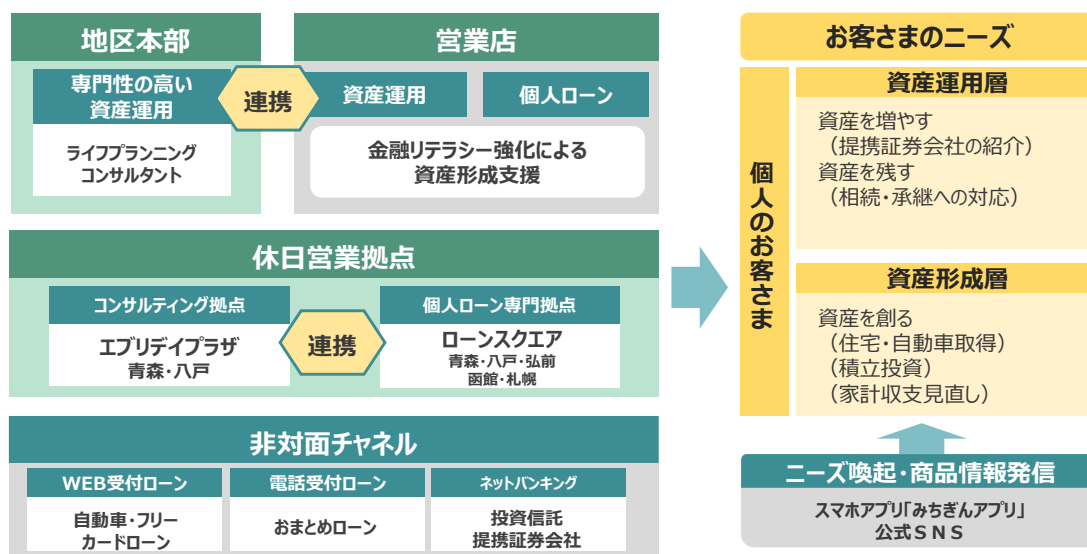 地区本部
専門性の高い
資産運用
ライフプランニング
コンサルタント
連携
営業店
資産運用
個人ローン
金融リテラシー強化による
資産形成支援
休日営業拠点
コンサルティング拠点
エブリデイプラザ
青森・八戸
連携
個人ローン専門拠点
ローンスクエア
青森・八戸・弘前
函館・札幌
非対面チャネル
WEB受付ローン
自動車・フリー
カードローン
電話受付ローン
おまとめローン
ネットバンキング
投資信託
提携証券会社
お客さまのニーズ
個人のお客さま
資産運用層
資産を増やす
（提携証券会社の紹介）
資産を残す
（相続・承継への対応）
資産形成層
資産を創る
（住宅・自動車取得）
（積立投資）
（家計収支見直し）
ニーズ喚起・商品情報発信
スマホアプリ「みちぎんアプリ」
公式ＳＮＳ